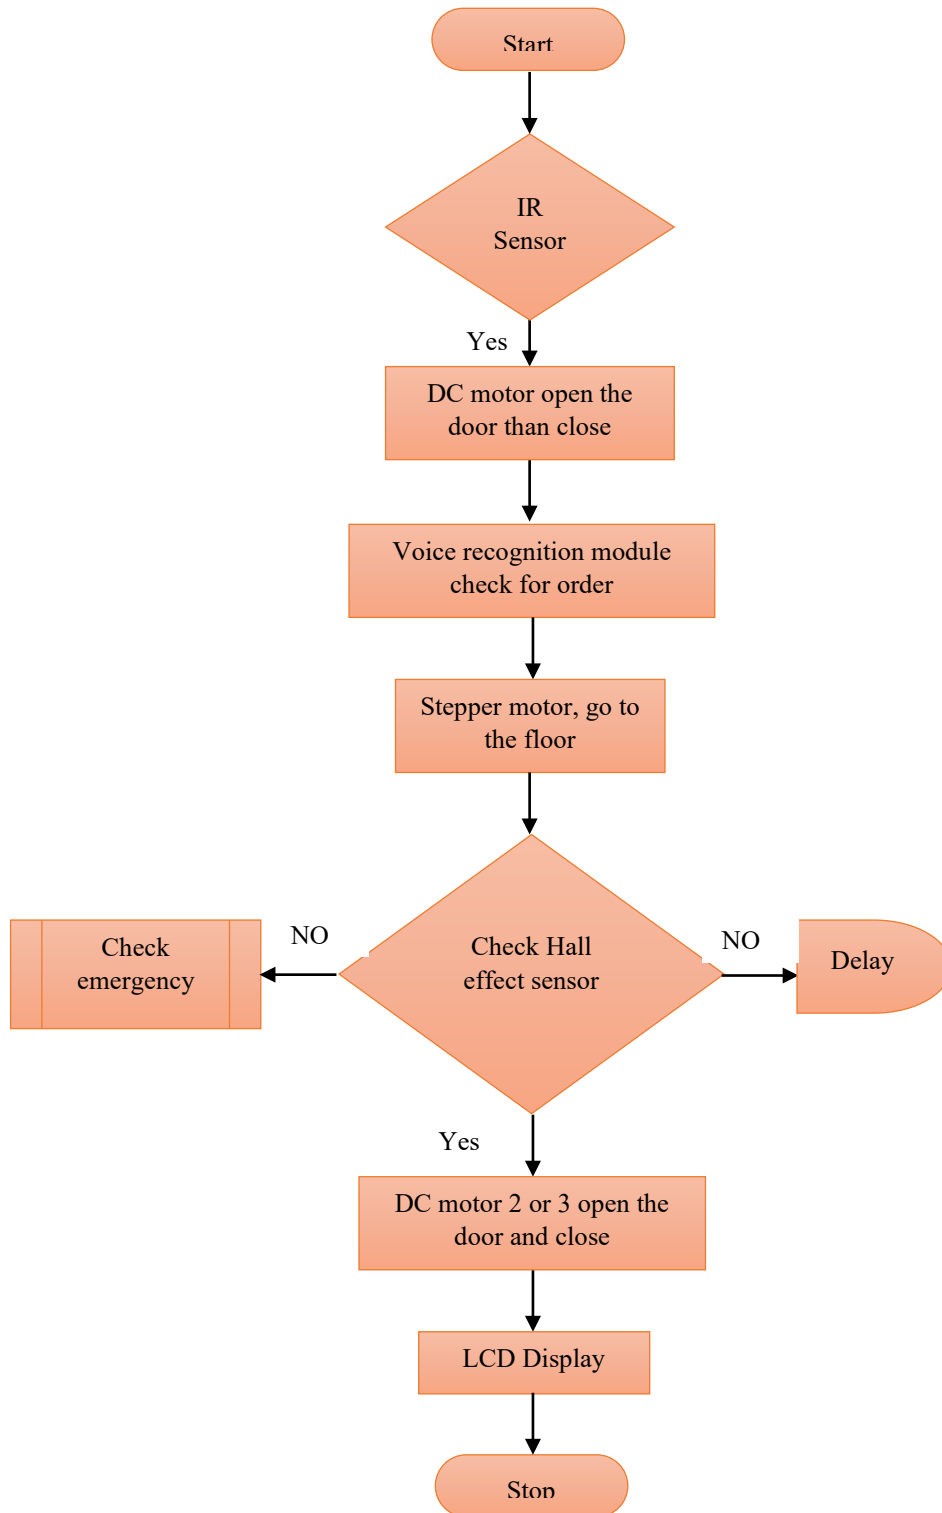 Start
IR
Sensor
Yes
DC motor open the
door than close
Voice recognition module
check for order
Stepper motor, go to
the floor
Check
emergency
NO
Check Hall
effect sensor
NO
Delay
Yes
DC motor 2 or 3 open the
door and close
LCD Display
Stop